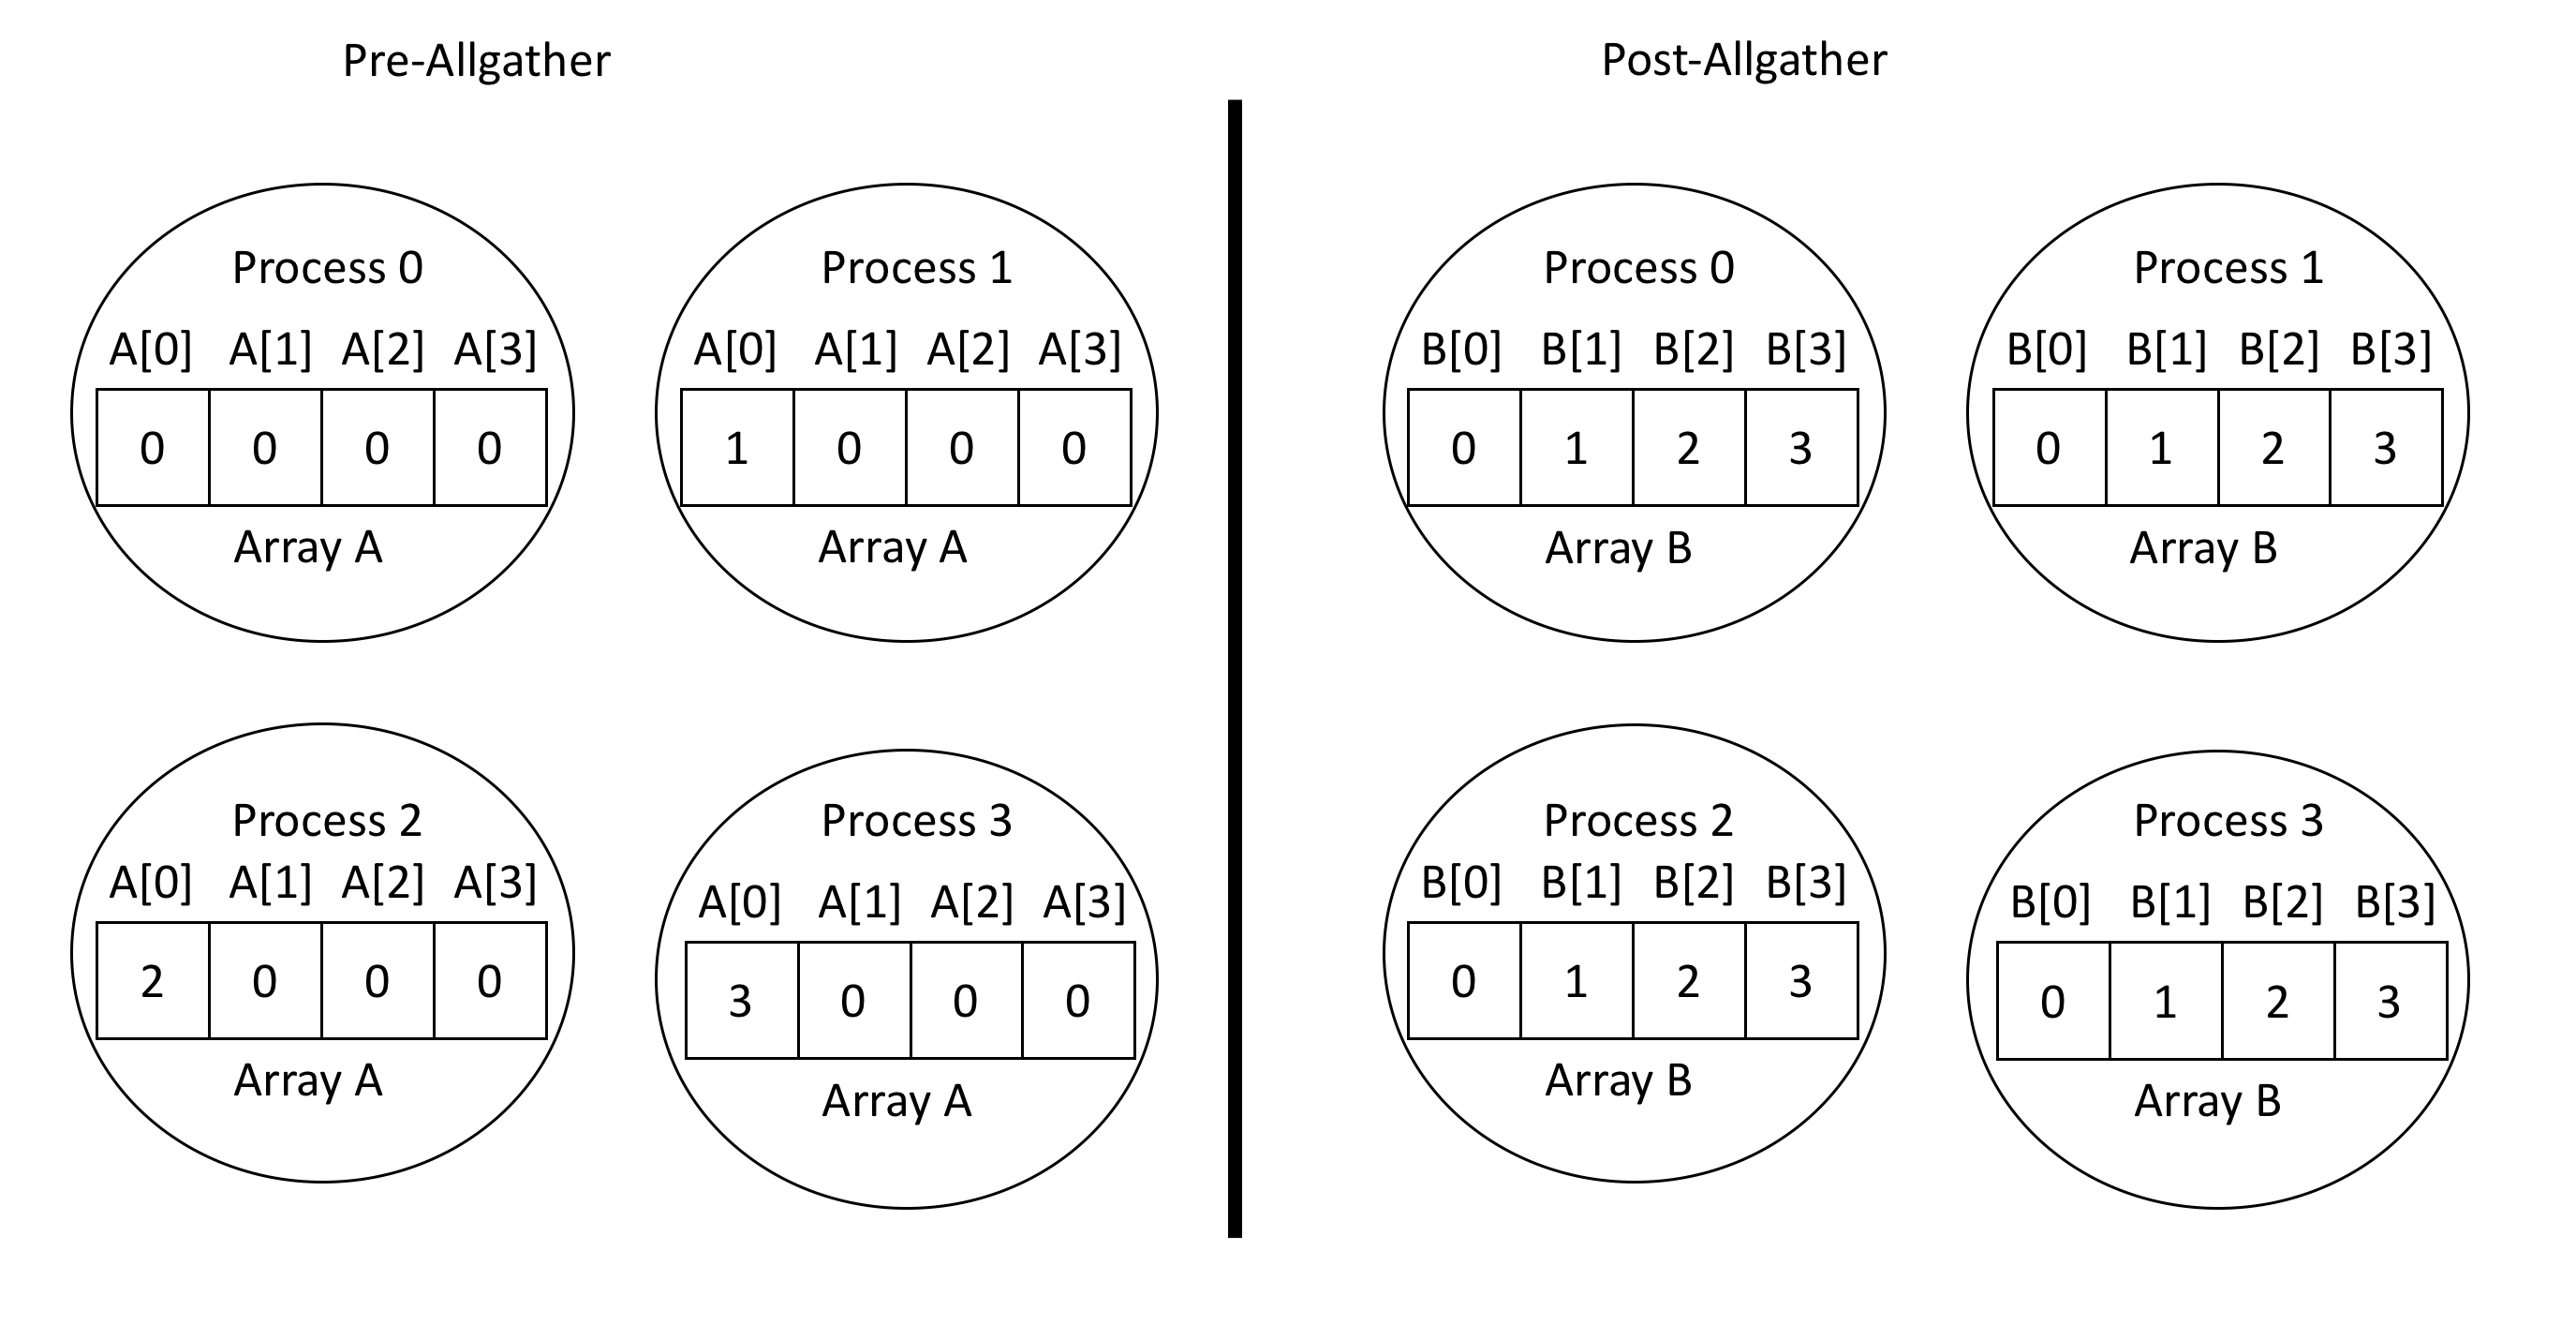 Pre-Allgather
Process 0
A[0] A[1] A[2] A[3]
0 0 0 0
Array A
Process 1
A[0] A[1] A[2] A[3]
1 0 0 0
Array A
Process 2
A[0] A[1] A[2] A[3]
2 0 0 0
Array A
Process 3
A[0] A[1] A[2] A[3]
3 0 0 0
Array A
Post-Allgather
Process 0
B[0] B[1] B[2] B[3]
0 1 2 3
Array B
Process 1
B[0] B[1] B[2] B[3]
0 1 2 3
Array B
Process 2
B[0] B[1] B[2] B[3]
0 1 2 3
Array B
Process 3
B[0] B[1] B[2] B[3]
0 1 2 3
Array B